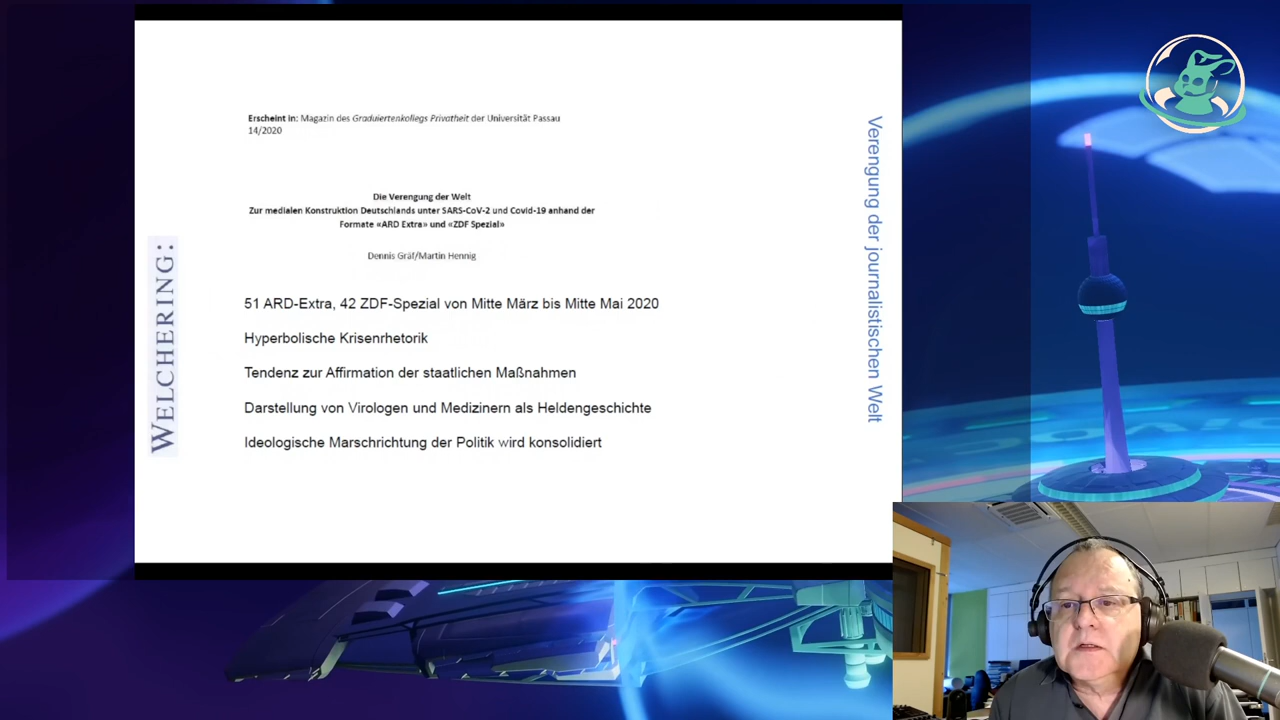 Erscheint in: Magazin des Graduiertenkollegs Privatheit der Universität Passau
14/2020
Die Verengung der Welt
Zur medialen Konstruktion Deutschlands unter SARS-CoV-2 und Covid-19 anhand der
Formate «ARD Extra» und «ZDF Spezial»
Dennis Gräf/Martin Hennig
51 ARD-Extra, 42 ZDF-Spezial von Mitte März bis Mitte Mai 2020
Hyperbolische Krisenrhetorik
Tendenz zur Affirmation der staatlichen Maßnahmen
Darstellung von Virologen und Medizinern als Heldengeschichte
Ideologische Marschrichtung der Politik wird konsolidiert
WELCHERING:
Verengung der journalistischen Welt